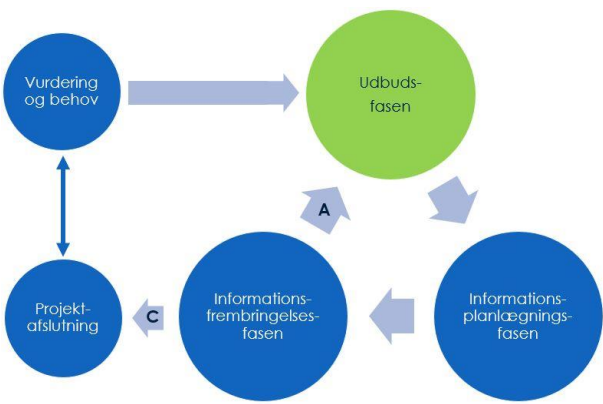 Vurdering
og behov
Udbuds-
fasen
A
Informations-
planlægnings-
fasen
Informations-
frembringelses-
fasen
C
Projekt-
afslutning